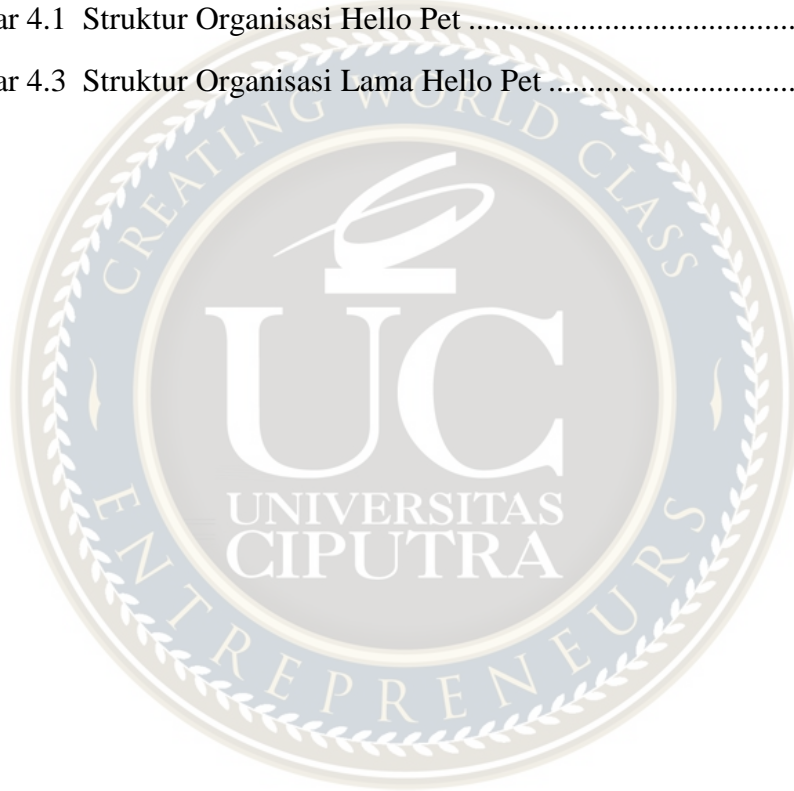 ar 4.1 Struktur Organisasi Hello Pet ....................................
ar 4.3 Struktur Organisasi Lama Hello Pet ...........................
CREATING WORLD CLASS
UC
UNIVERSITAS
CIPUTRA
ENTREPRENEURS